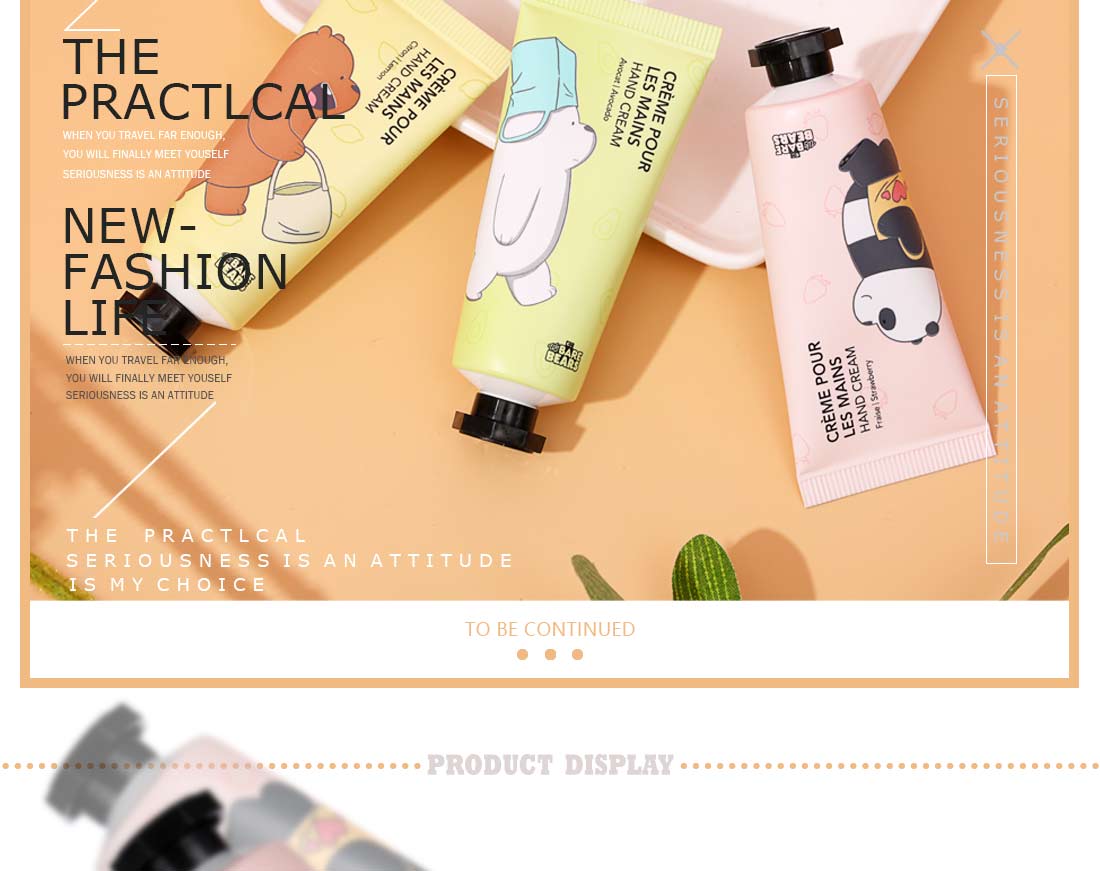 THE
PRACTLCAL
WHEN YOU TRAVEL FAR ENOUGH,
YOU WILL FINALLY MEET YOUSELF
SERIOUSNESS IS AN ATTITUDE
NEW-
FASHION
LIFE
WHEN YOU TRAVEL FAR ENOUGH,
YOU WILL FINALLY MEET YOUSELF
SERIOUSNESS IS AN ATTITUDE
THE PRACTLCAL
SERIOUSNESS IS AN ATTITUDE
IS MY CHOICE
CRÈME POUR
LES MAINS
HAND CREAM
Citron | Lemon
BARE
BEARS
CRÈME POUR
LES MAINS
HAND CREAM
Avocat | Avocado
We
BARE
BEARS
We
BARE
BEARS
CRÈME POUR
LES MAINS
HAND CREAM
Fraise | Strawberry
SERIOUSNESS IS AN ATTITUDE
TO BE CONTINUED
PRODUCT DISPLAY